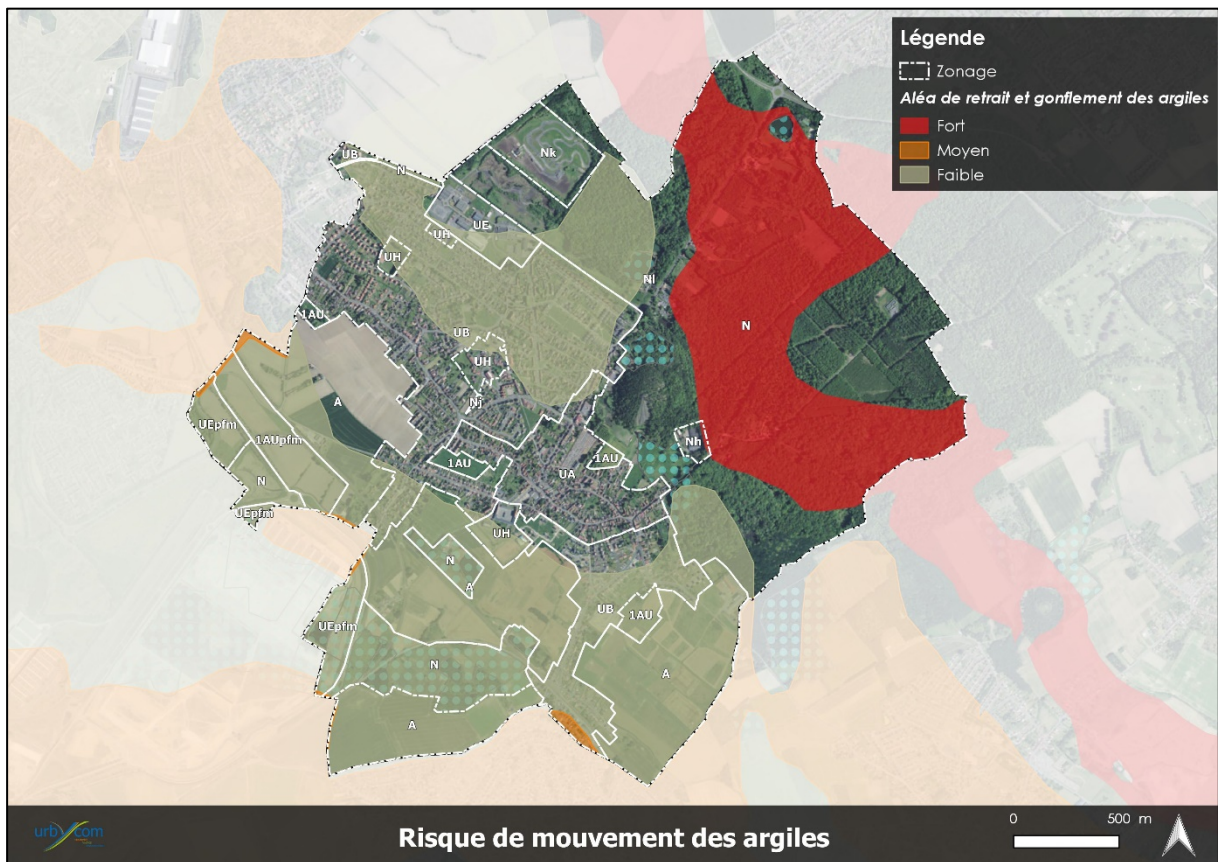 Légende
Zonage
Aléa de retrait et gonflement des argiles
Fort
Moyen
Faible
Nk
UB
N
UE
UH
UH
Nl
1AU
UB
UH
N
Nj
A
UEpfm
1AUpfm
Nh
1AU
1AU
UA
N
UEpfm
UH
N
A
UB
1AU
UEpfm
N
A
A
urbycom
Risque de mouvement des argiles
0 500 m